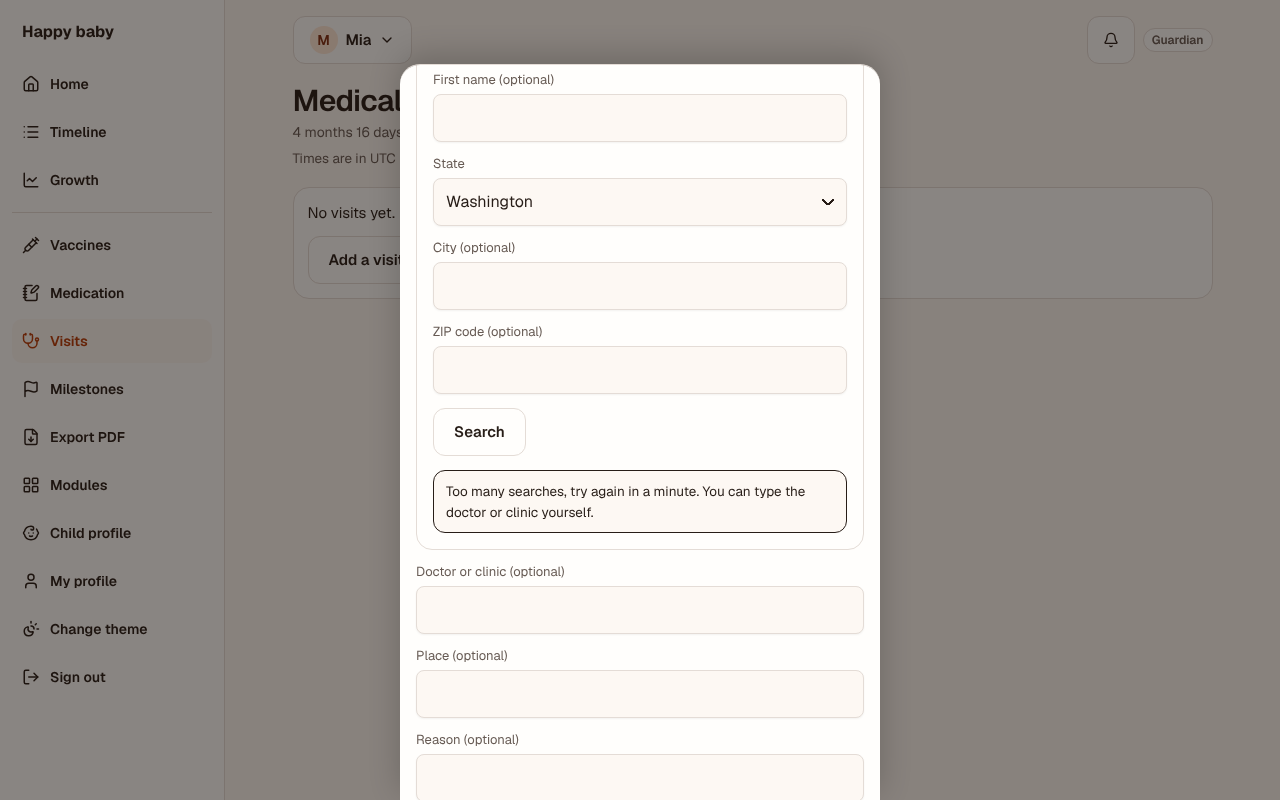 Happy baby
Home
Timeline
Growth
Vaccines
Medication
Visits
Milestones
Export PDF
Modules
Child profile
My profile
Change theme
Sign out
M Mia
Guardian
Medical
4 months 16 days
Times are in UTC
No visits yet.
Add a visit
First name (optional)
State
Washington
City (optional)
ZIP code (optional)
Search
Too many searches, try again in a minute. You can type the
doctor or clinic yourself.
Doctor or clinic (optional)
Place (optional)
Reason (optional)